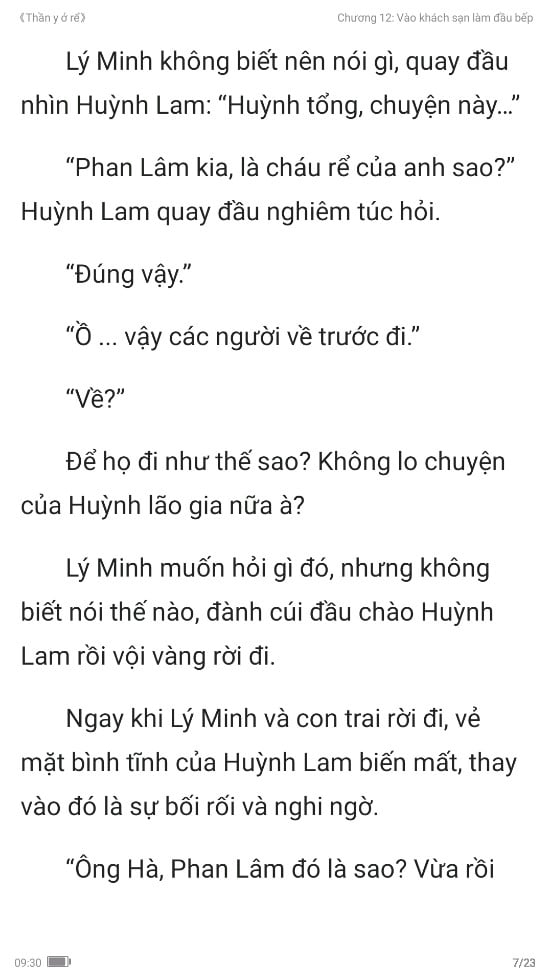 《Thần y ở rể》 Chương 12: Vào khách sạn làm đầu bếp
Lý Minh không biết nên nói gì, quay đầu
nhìn Huỳnh Lam: “Huỳnh tổng, chuyện này...”
“Phan Lâm kia, là cháu rể của anh sao?”
Huỳnh Lam quay đầu nghiêm túc hỏi.
“Đúng vậy.”
“Ồ ... vậy các người về trước đi.”
“Về?”
Để họ đi như thế sao? Không lo chuyện
của Huỳnh lão gia nữa à?
Lý Minh muốn hỏi gì đó, nhưng không
biết nói thế nào, đành cúi đầu chào Huỳnh
Lam rồi vội vàng rời đi.
Ngay khi Lý Minh và con trai rời đi, vẻ
mặt bình tĩnh của Huỳnh Lam biến mất, thay
vào đó là sự bối rối và nghi ngờ.
“Ông Hà, Phan Lâm đó là sao? Vừa rồi
09:30 7/23